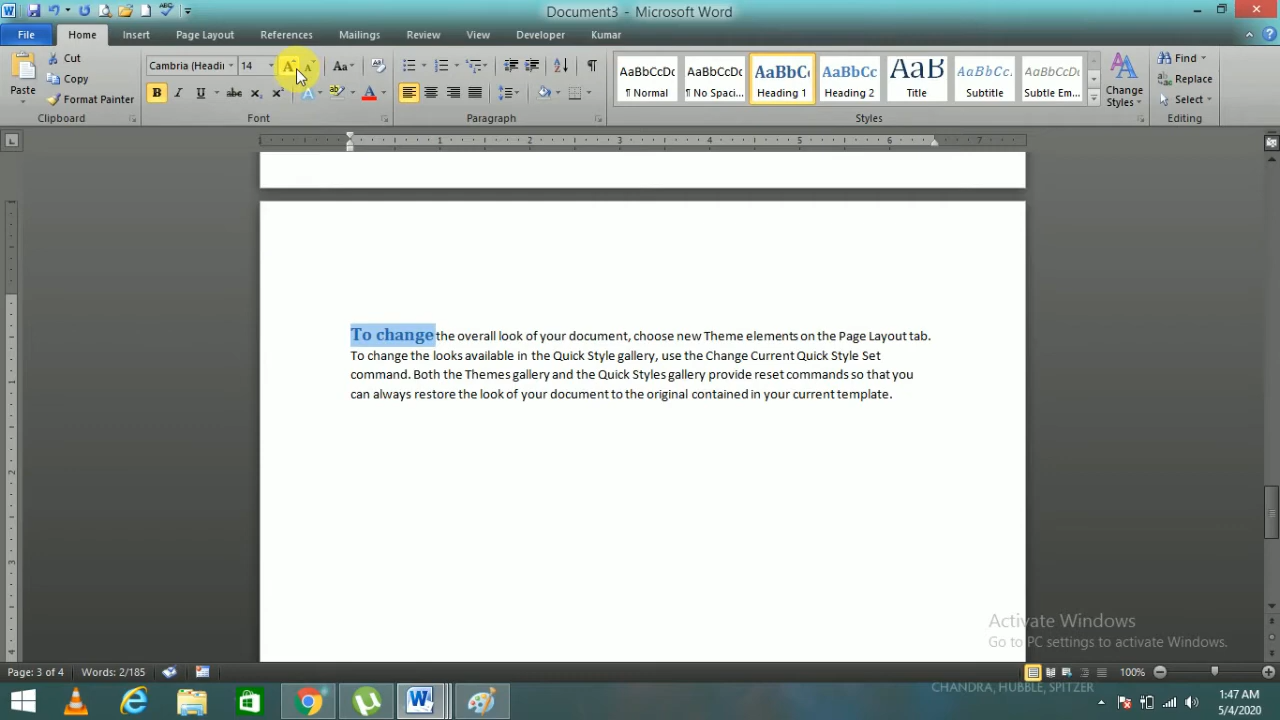 Document3 - Microsoft Word
File Home Insert Page Layout References Mailings Review View Developer Kumar
Paste
Cut
Copy
Format Painter
Clipboard
Cambria (Headi 14
Font
Paragraph
AaBbCcDc AaBbCcDc AaBbC AaBbCc AaB AaBbCc. AaBbCcDc
¶ Normal ¶ No Spaci... Heading 1 Heading 2 Title Subtitle Subtle Em...
Change
Styles
Styles
Find
Replace
Select
Editing
To change the overall look of your document, choose new Theme elements on the Page Layout tab.
To change the looks available in the Quick Style gallery, use the Change Current Quick Style Set
command. Both the Themes gallery and the Quick Styles gallery provide reset commands so that you
can always restore the look of your document to the original contained in your current template.
Activate Windows
Go to PC settings to activate Windows.
Page: 3 of 4 Words: 2/185 100%
CHANDRA, HUBBLE, SPITZER
1:47 AM
5/4/2020